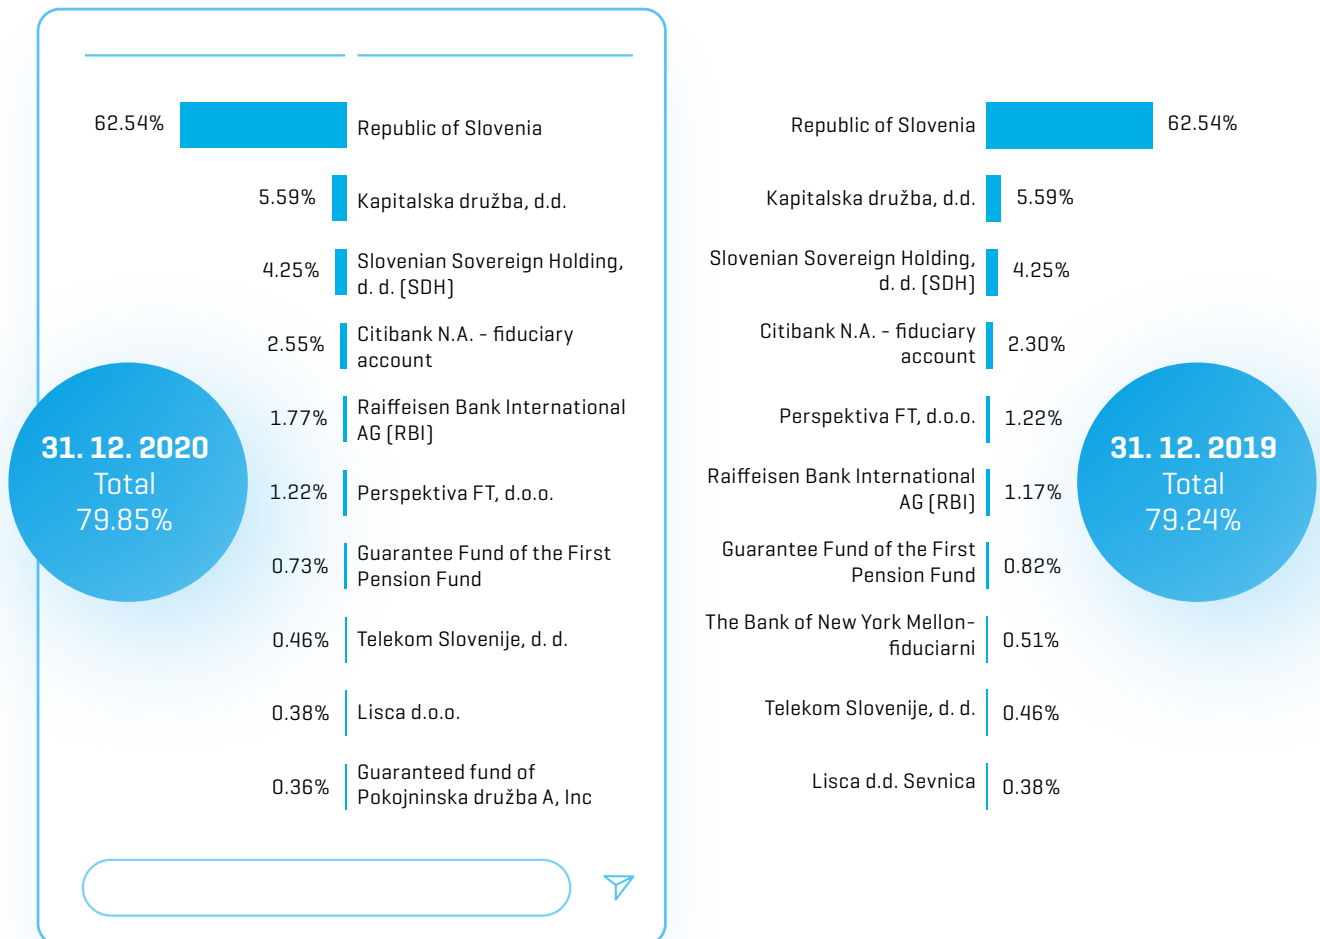 62.54% Republic of Slovenia
5.59% Kapitalska družba, d.d.
4.25% Slovenian Sovereign Holding,
d. d. (SDH)
2.55% Citibank N.A. - fiduciary
account
1.77% Raiffeisen Bank International
AG (RBI)
1.22% Perspektiva FT, d.o.o.
0.73% Guarantee Fund of the First
Pension Fund
0.46% Telekom Slovenije, d. d.
0.38% Lisca d.o.o.
0.36% Guaranteed fund of
Pokojninska družba A, Inc
31. 12. 2020
Total
79.85%
Republic of Slovenia 62.54%
Kapitalska družba, d.d. 5.59%
Slovenian Sovereign Holding,
d. d. (SDH) 4.25%
Citibank N.A. - fiduciary
account 2.30%
Perspektiva FT, d.o.o. 1.22%
Raiffeisen Bank International
AG (RBI) 1.17%
Guarantee Fund of the First
Pension Fund 0.82%
The Bank of New York Mellon-
fiduciarni 0.51%
Telekom Slovenije, d. d. 0.46%
Lisca d.d. Sevnica 0.38%
31. 12. 2019
Total
79.24%